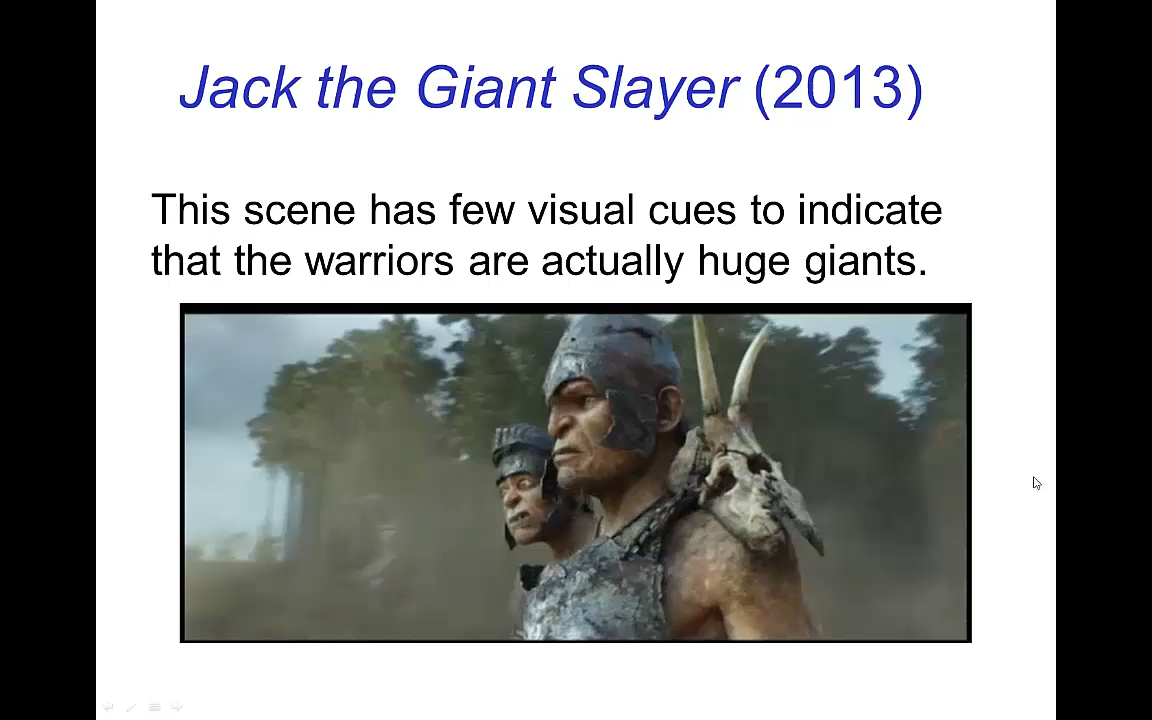 Jack the Giant Slayer (2013)
This scene has few visual cues to indicate
that the warriors are actually huge giants.